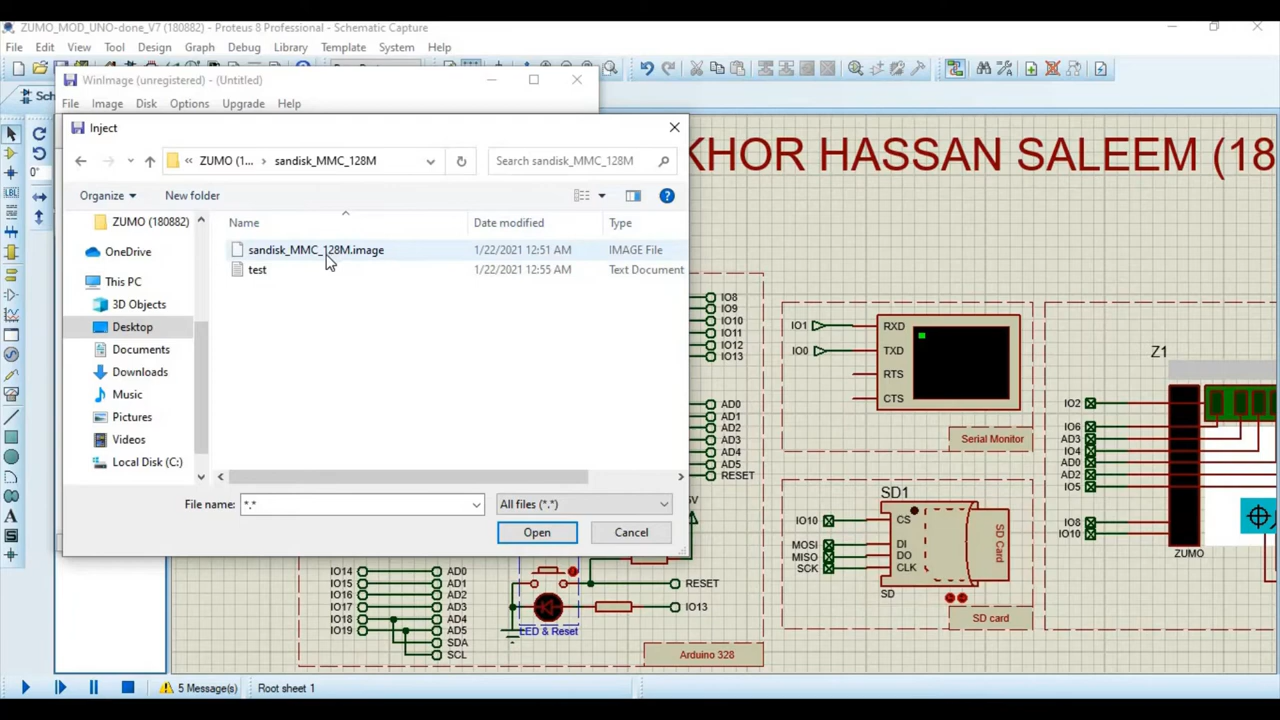 ZUMO_MOD_UNO-done_V7 (180882) - Proteus 8 Professional - Schematic Capture
File Edit View Tool Design Graph Debug Library Template System Help
WinImage (unregistered) - (Untitled)
File Image Disk Options Upgrade Help
Sch
Inject
« ZUMO (1... › sandisk_MMC_128M
Search sandisk_MMC_128M
0°
Organize
New folder
LBL
ZUMO (180882)
OneDrive
This PC
3D Objects
Desktop
Documents
Downloads
Music
Pictures
Videos
Local Disk (C:)
Name Date modified Type
sandisk_MMC_128M.image 1/22/2021 12:51 AM IMAGE File
test 1/22/2021 12:55 AM Text Document
File name: *.*
All files (*.*)
Open
Cancel
KHOR HASSAN SALEEM (18
IO8
IO9
IO10
IO11
IO12
IO13
AD0
AD1
AD2
AD3
AD4
AD5
RESET
IO1
IO0
RXD
TXD
RTS
CTS
Serial Monitor
Z1
IO2
IO6
AD3
IO4
AD0
AD2
IO5
IO8
IO10
ZUMO
SD1
IO10
MOSI
MISO
SCK
CS
DI
DO
CLK
SD Card
SD
SD card
IO14 AD0
IO15 AD1
IO16 AD2
IO17 AD3
IO18 AD4
IO19 AD5
SDA
SCL
RESET
IO13
LED & Reset
Arduino 328
A
5 Message(s)
Root sheet 1